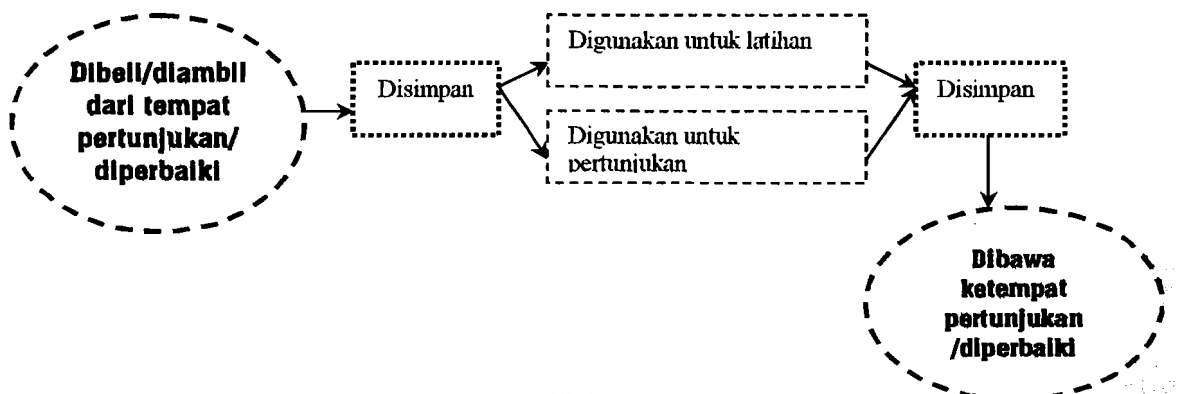 Dibeli/diambil
dari tempat
pertunjukan/
diperbaiki
Disimpan
Digunakan untuk latihan
Digunakan untuk
pertunjukan
Disimpan
Dibawa
ketempat
pertunjukan
/diperbaiki